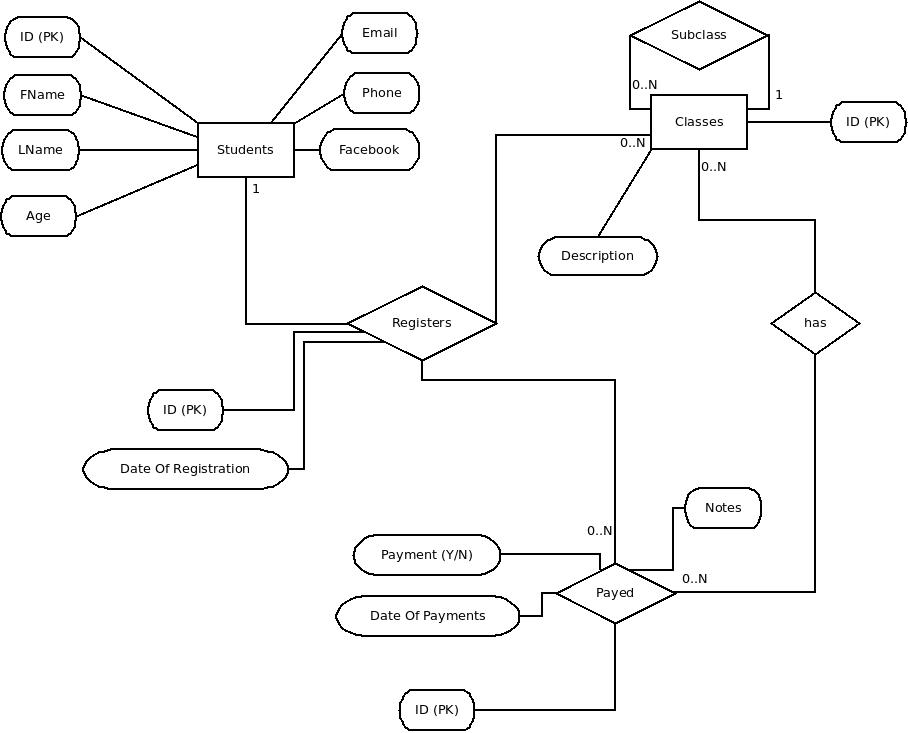 ID (PK)
FName
LName
Age
Students
Email
Phone
Facebook
1
Subclass
0..N
1
Classes
ID (PK)
0..N
0..N
Description
Registers
has
ID (PK)
Date Of Registration
0..N
Notes
Payment (Y/N)
0..N
Payed
Date Of Payments
ID (PK)